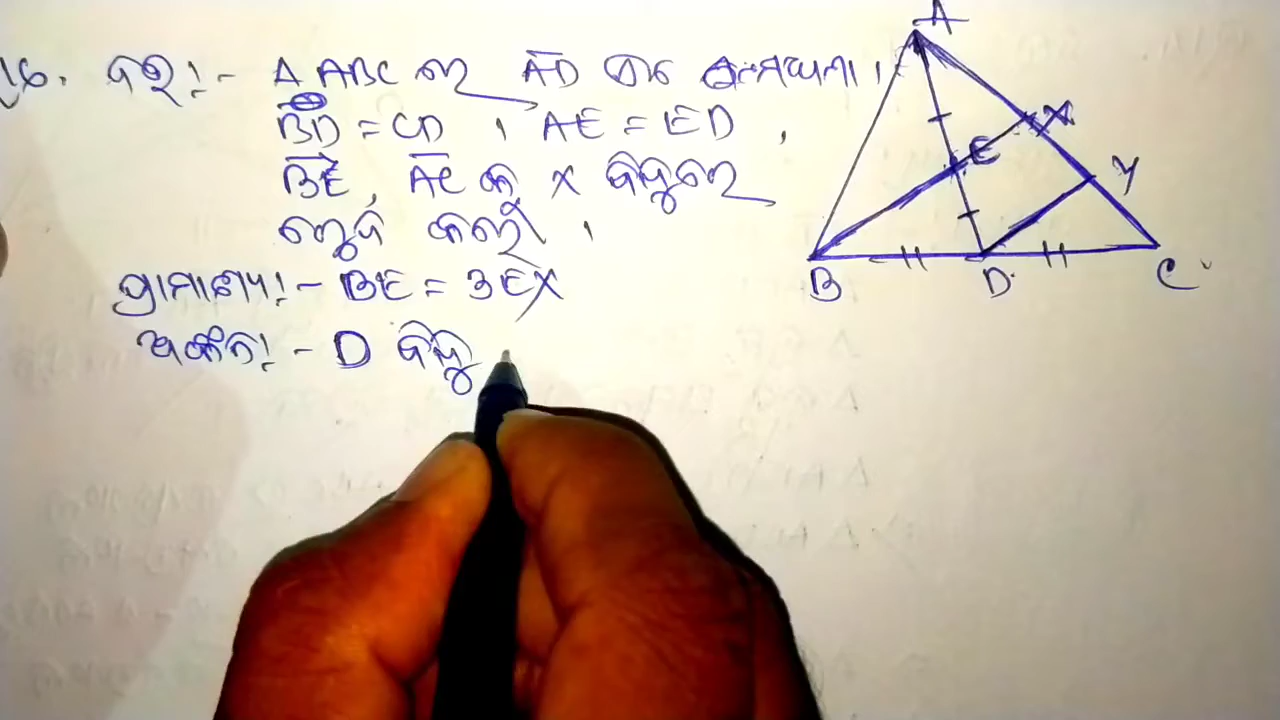 16. ଦତ୍ତ :- Δ ABC ରେ AD ଏକ ମଧ୍ୟମା ।
BD = CD , AE = ED ,
BE, AC କୁ X ବିନ୍ଦୁରେ
ଛେଦ କରେ ।
ପ୍ରାମାଣ୍ୟ :- BE = 3EX
ଅଙ୍କନ :- D ବିନ୍ଦୁ
A
X
E
Y
B
D
C